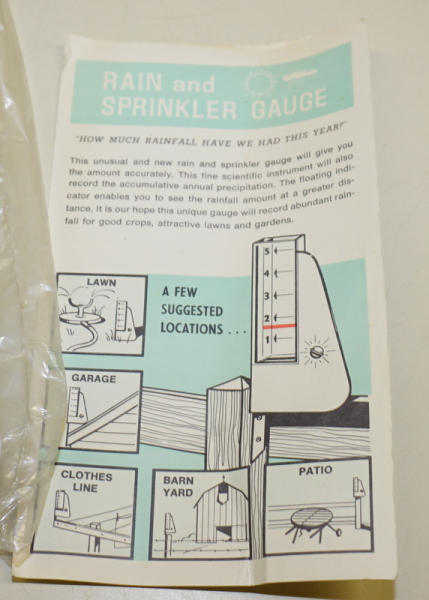 RAIN and
SPRINKLER GAUGE
"HOW MUCH RAINFALL HAVE WE HAD THIS YEAR?"
This unusual and new rain and sprinkler gauge will give you
the amount accurately. This fine scientific instrument will also
record the accumulative annual precipitation. The floating indi-
cator enables you to see the rainfall amount at a greater dis-
tance. It is our hope this unique gauge will record abundant rain-
fall for good crops, attractive lawns and gardens.
LAWN
A FEW
SUGGESTED
LOCATIONS . . .
5
4
3
2
1
GARAGE
CLOTHES
LINE
BARN
YARD
PATIO